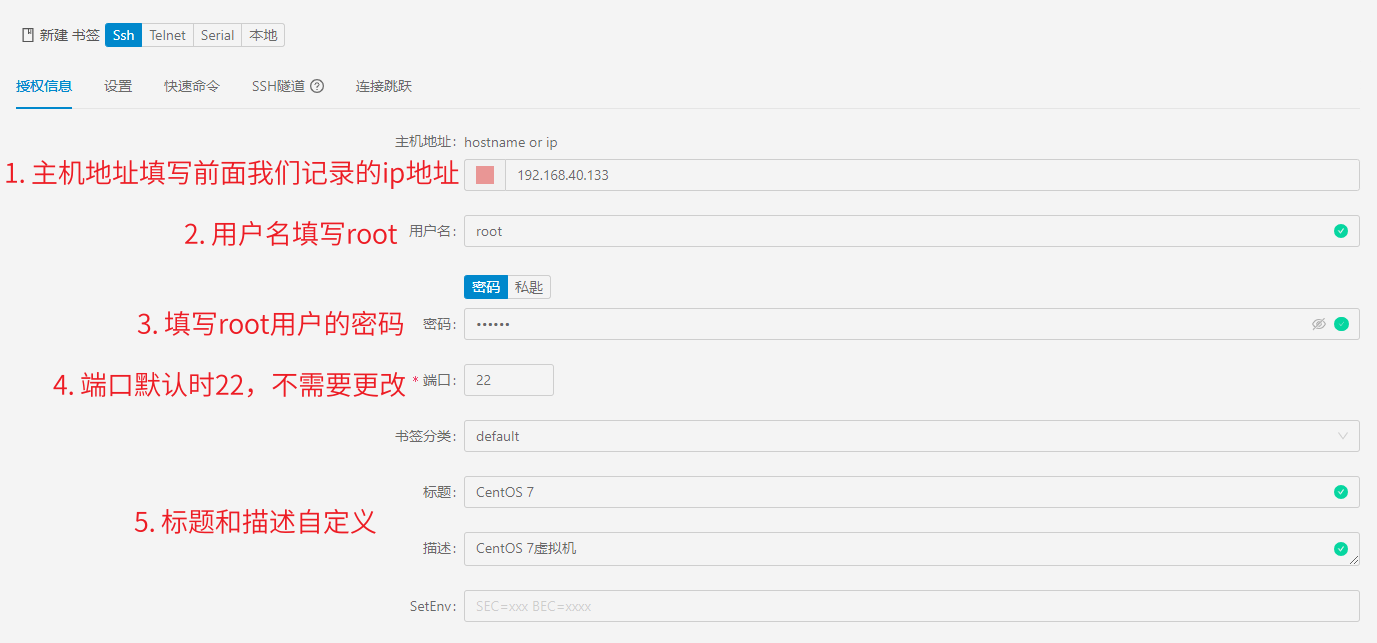 新建 书签 Ssh Telnet Serial 本地
授权信息 设置 快速命令 SSH隧道 连接跳跃
主机地址: hostname or ip
1. 主机地址填写前面我们记录的ip地址 192.168.40.133
2. 用户名填写root 用户名: root
密码 私匙
3. 填写root用户的密码 密码: ••••••
4. 端口默认时22，不需要更改 * 端口: 22
书签分类: default
标题: CentOS 7
5. 标题和描述自定义
描述: CentOS 7虚拟机
SetEnv: SEC=xxx BEC=xxxx